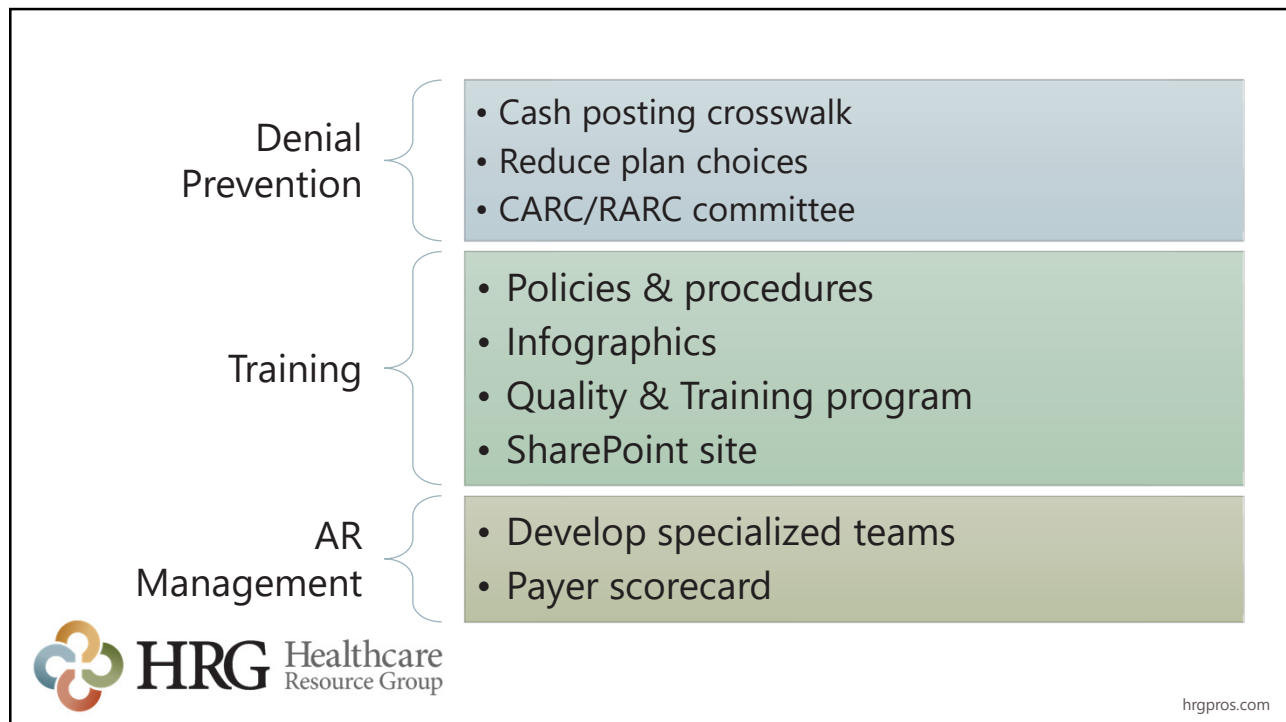 Denial
Prevention
• Cash posting crosswalk
• Reduce plan choices
• CARC/RARC committee
Training
• Policies & procedures
• Infographics
• Quality & Training program
• SharePoint site
AR
Management
• Develop specialized teams
• Payer scorecard
HRG Healthcare
Resource Group
hrgpros.com